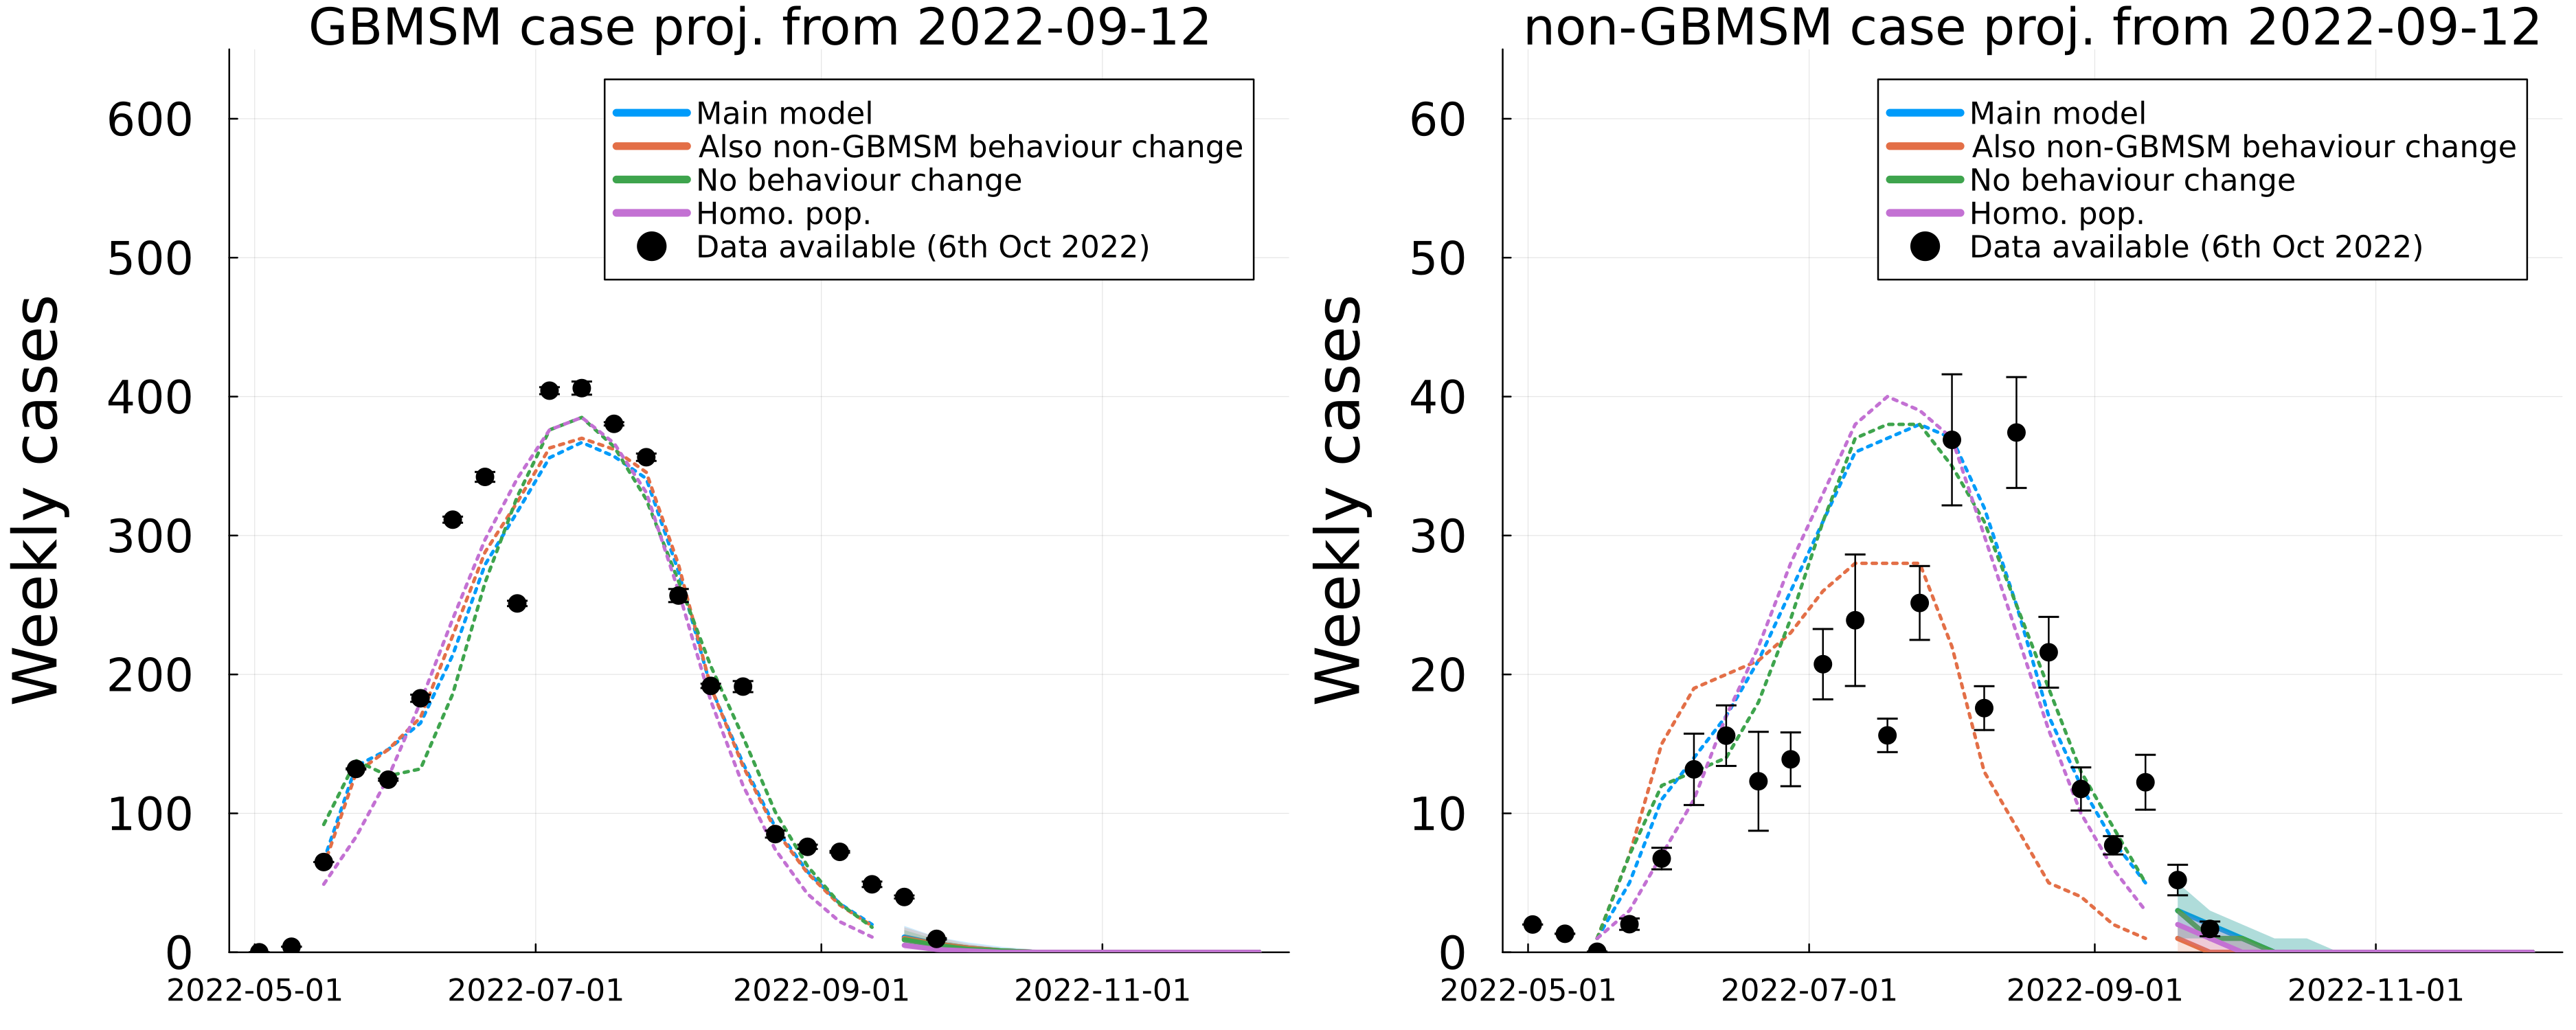 GBMSM case proj. from 2022-09-12
Weekly cases
600
500
400
300
200
100
0
Main model
Also non-GBMSM behaviour change
No behaviour change
Homo. pop.
Data available (6th Oct 2022)
2022-05-01
2022-07-01
2022-09-01
2022-11-01
non-GBMSM case proj. from 2022-09-12
Weekly cases
60
50
40
30
20
10
0
Main model
Also non-GBMSM behaviour change
No behaviour change
Homo. pop.
Data available (6th Oct 2022)
2022-05-01
2022-07-01
2022-09-01
2022-11-01